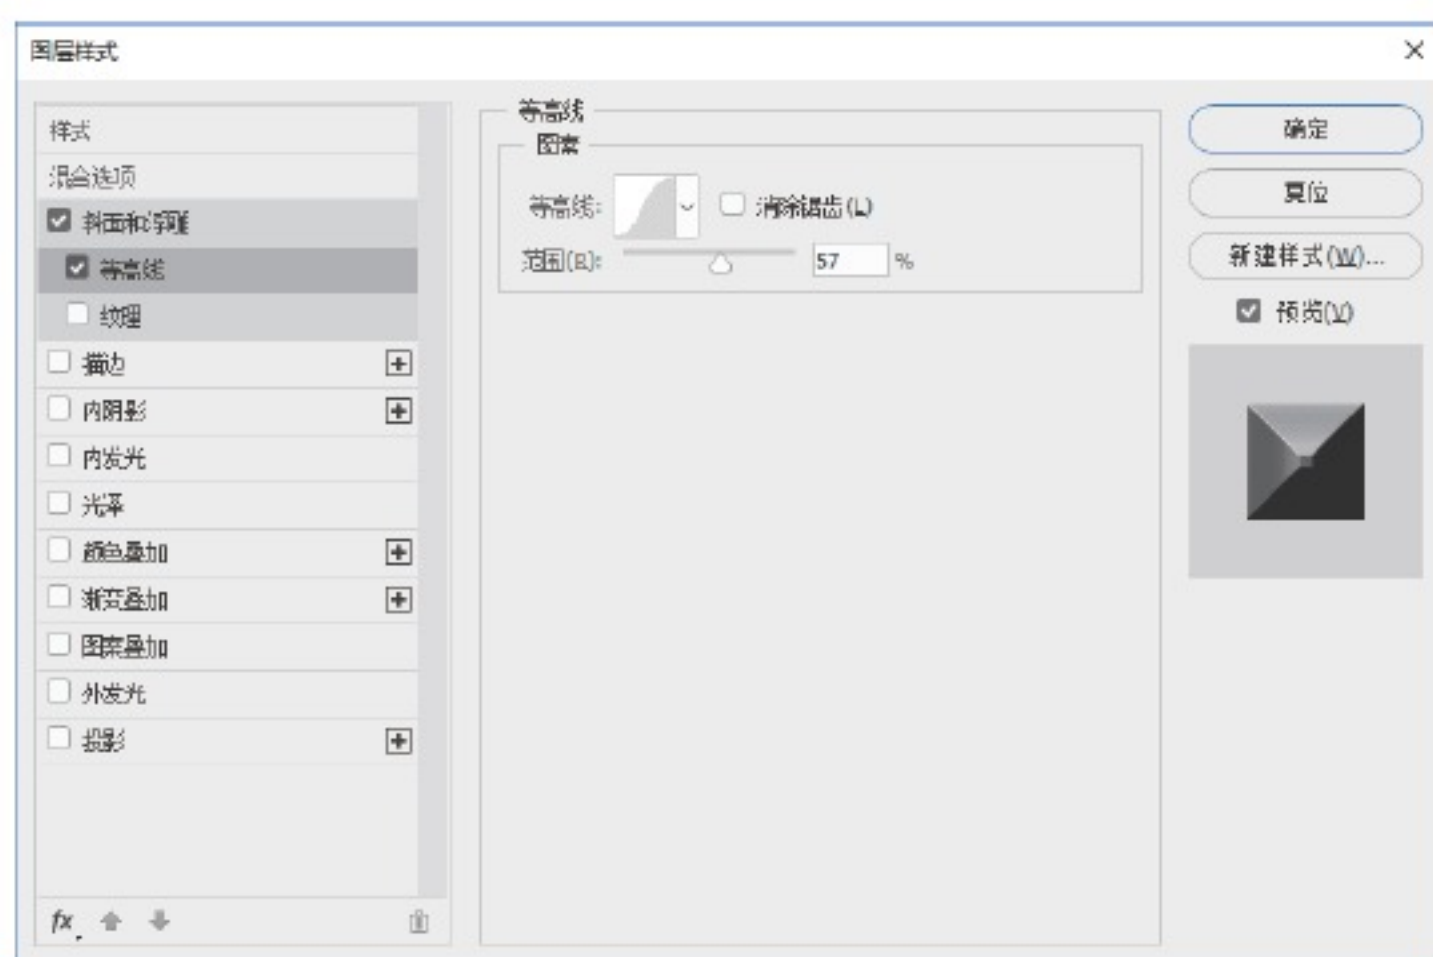 图层样式
样式
混合选项
斜面和浮雕
等高线
纹理
描边
内阴影
内发光
光泽
颜色叠加
渐变叠加
图案叠加
外发光
投影
fx
等高线
图素
等高线:
消除锯齿(L)
范围(R):
57
%
确定
复位
新建样式(W)...
预览(V)